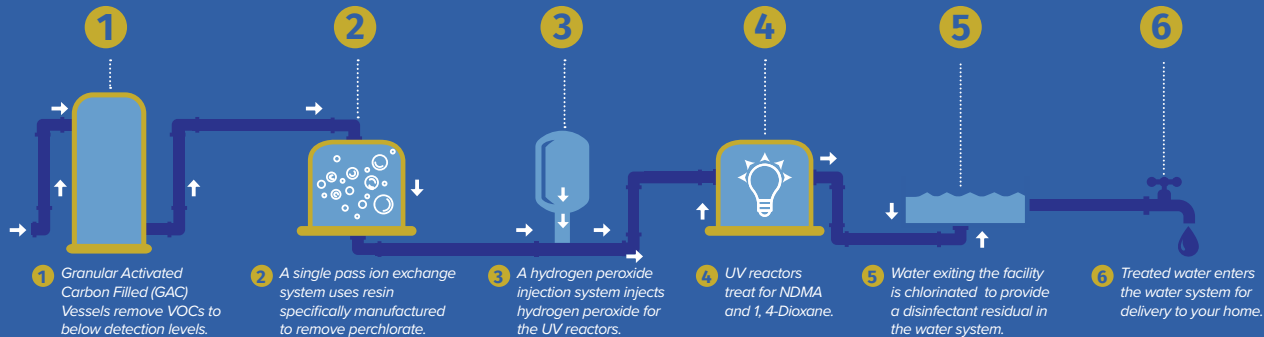 1
2
3
4
5
6
1 Granular Activated
Carbon Filled (GAC)
Vessels remove VOCs to
below detection levels.
2 A single pass ion exchange
system uses resin
specifically manufactured
to remove perchlorate.
3 A hydrogen peroxide
injection system injects
hydrogen peroxide for
the UV reactors.
4 UV reactors
treat for NDMA
and 1, 4-Dioxane.
5 Water exiting the facility
is chlorinated to provide
a disinfectant residual in
the water system.
6 Treated water enters
the water system for
delivery to your home.